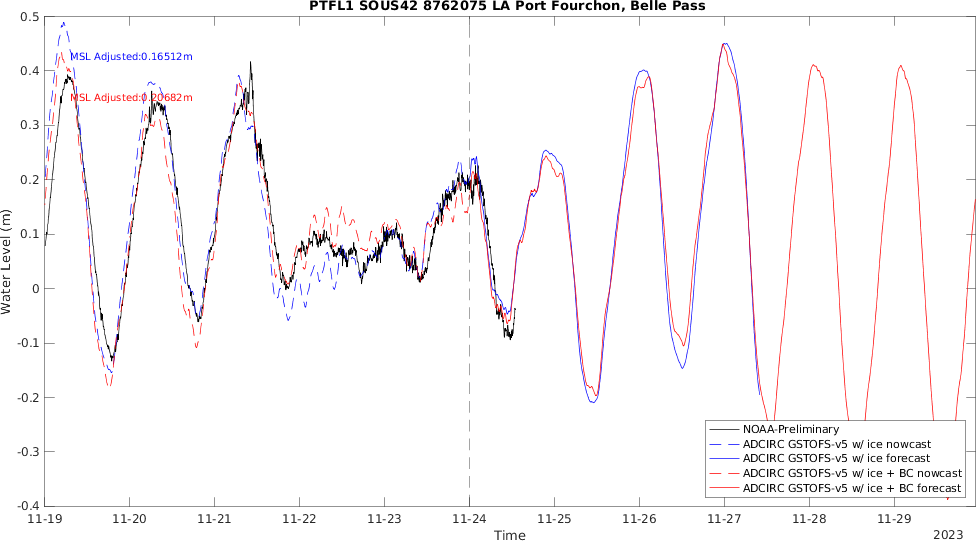 PTFL1 SOUS42 8762075 LA Port Fourchon, Belle Pass
0.5
MSL Adjusted:0.16512m
0.4
MSL Adjusted:0.20682m
0.3
0.2
0.1
0
-0.1
-0.2
-0.3
-0.4
Water Level (m)
NOAA-Preliminary
ADCIRC GSTOFS-v5 w/ ice nowcast
ADCIRC GSTOFS-v5 w/ ice forecast
ADCIRC GSTOFS-v5 w/ ice + BC nowcast
ADCIRC GSTOFS-v5 w/ ice + BC forecast
11-19 11-20 11-21 11-22 11-23 11-24 11-25 11-26 11-27 11-28 11-29
Time
2023